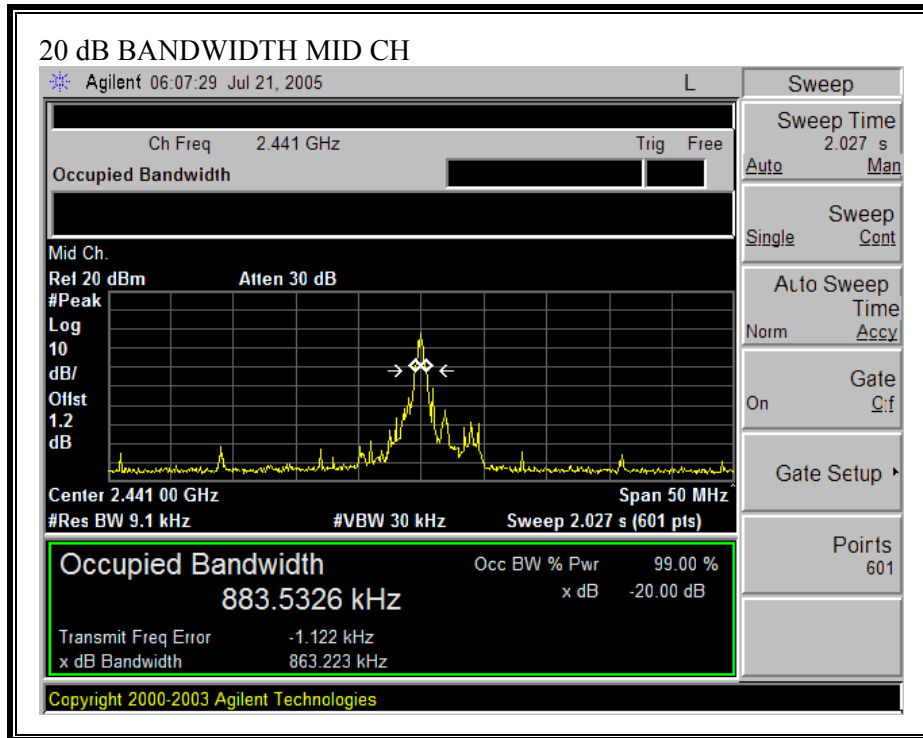 20 dB BANDWIDTH MID CH
Agilent 06:07:29 Jul 21, 2005 L
Ch Freq 2.441 GHz Trig Free
Occupied Bandwidth
Mid Ch.
Ref 20 dBm Atten 30 dB
#Peak
Log
10
dB/
Offst
1.2
dB
Center 2.441 00 GHz Span 50 MHz
#Res BW 9.1 kHz #VBW 30 kHz Sweep 2.027 s (601 pts)
Occupied Bandwidth
883.5326 kHz
Occ BW % Pwr 99.00 %
x dB -20.00 dB
Transmit Freq Error -1.122 kHz
x dB Bandwidth 863.223 kHz
Copyright 2000-2003 Agilent Technologies
Sweep
Sweep Time
2.027 s
Auto Man
Sweep
Single Cont
Auto Sweep
Time
Norm Accy
Gate
On Off
Gate Setup
Points
601